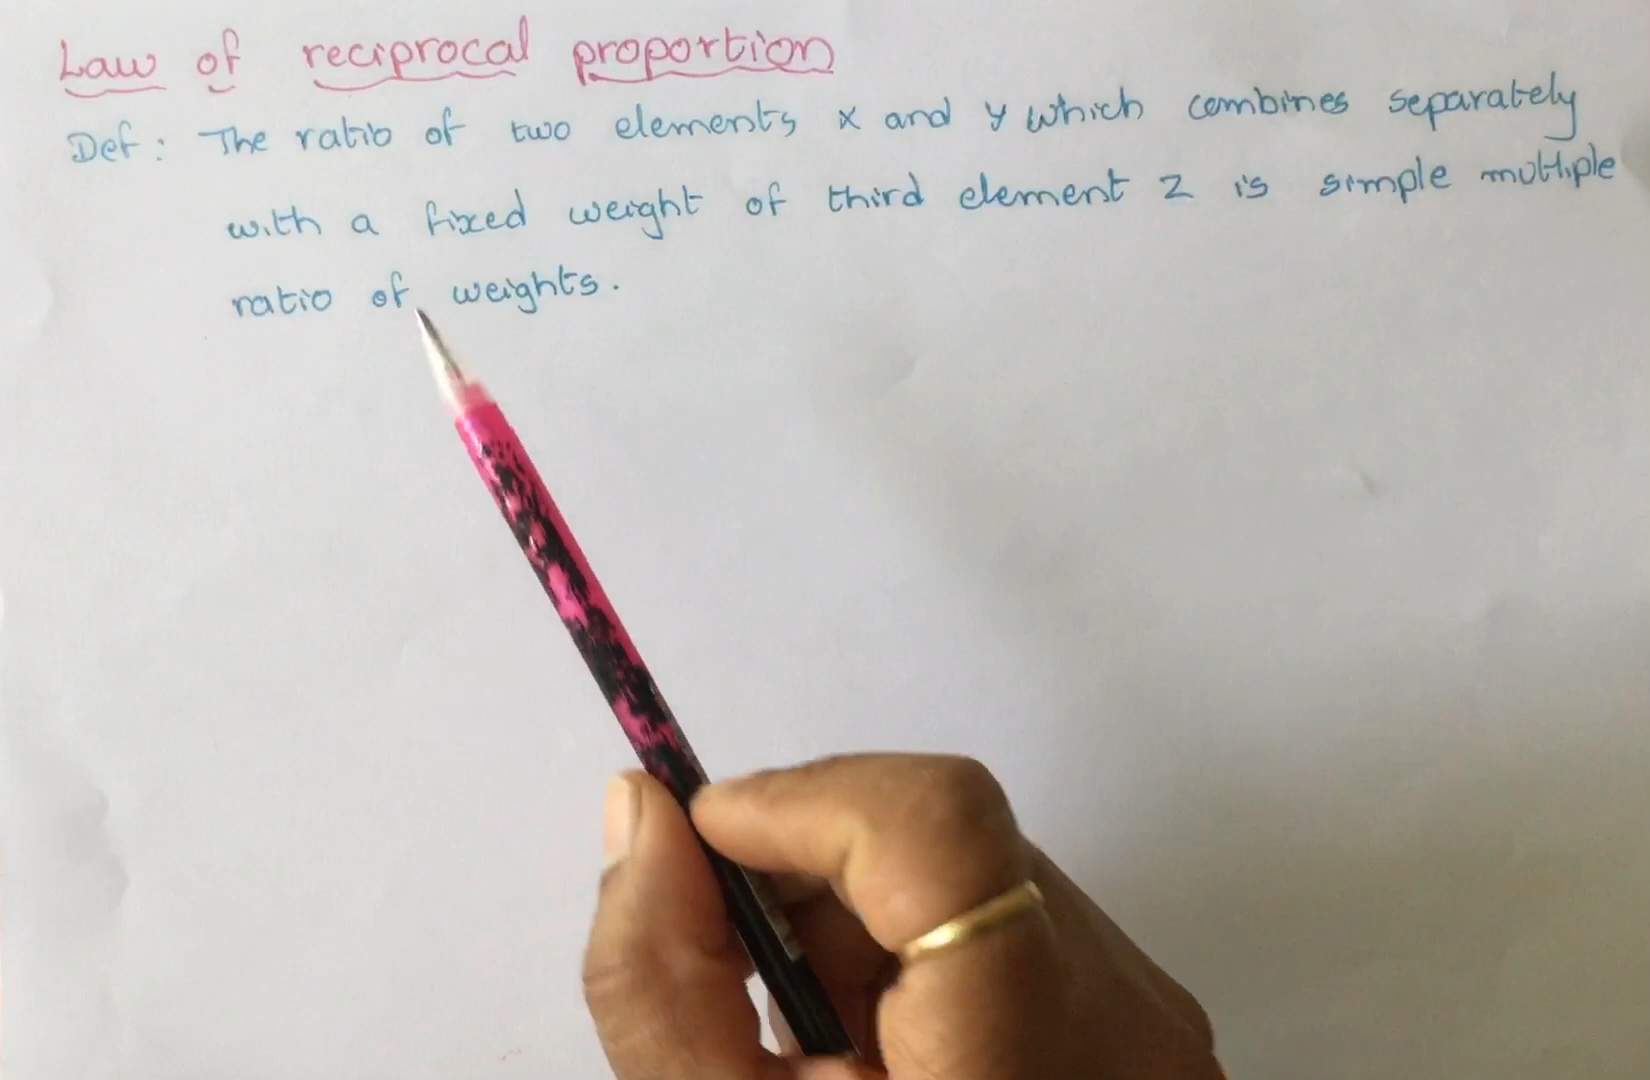 Law of reciprocal proportion
Def: The ratio of two elements x and y which combines separately
with a fixed weight of third element z is simple multiple
ratio of weights.